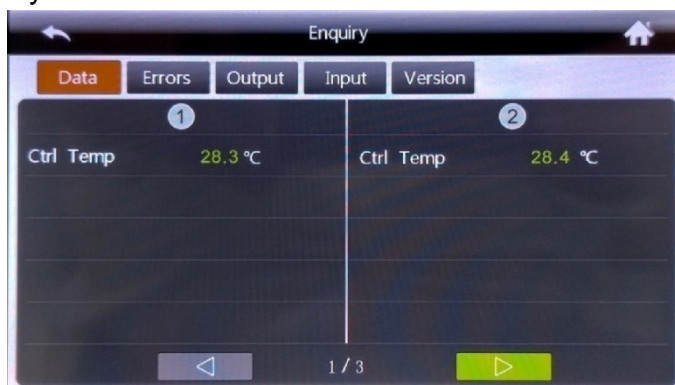 Enquiry
Data Errors Output Input Version
1 2
Ctrl Temp 28.3 ℃ Ctrl Temp 28.4 ℃
1 / 3